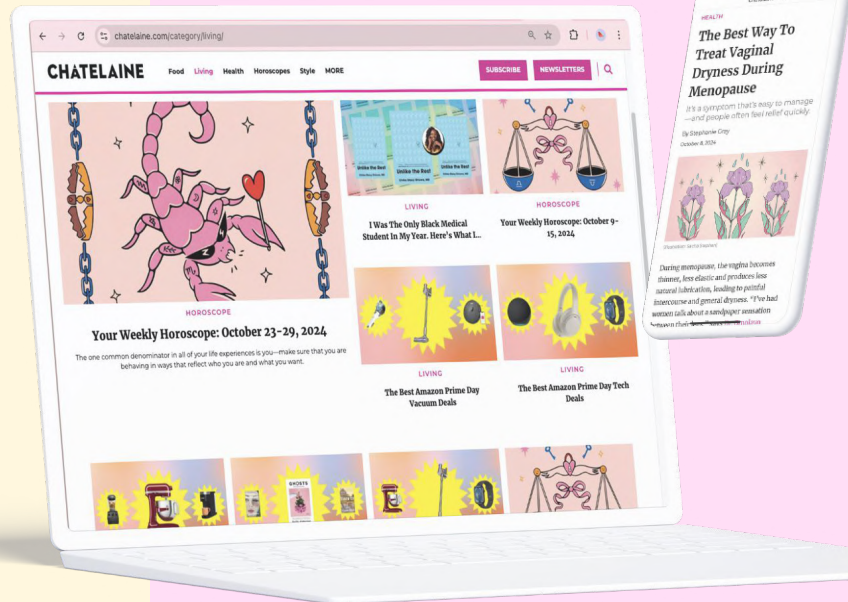 chatelaine.com/category/living/
CHATELAINE
Food Living Health Horoscopes Style MORE
SUBSCRIBE
NEWSLETTERS
HOROSCOPE
Your Weekly Horoscope: October 23–29, 2024
The one common denominator in all of your life experiences is you—make sure that you are
behaving in ways that reflect who you are and what you want.
Unlike the Rest
Unlike the Rest
LIVING
I Was The Only Black Medical
Student In My Year. Here's What I...
HOROSCOPE
Your Weekly Horoscope: October 9–
15, 2024
LIVING
The Best Amazon Prime Day
Vacuum Deals
LIVING
The Best Amazon Prime Day Tech
Deals
GHOSTS
HEALTH
The Best Way To
Treat Vaginal
Dryness During
Menopause
It's a symptom that's easy to manage
—and people often feel relief quickly.
By Stephanie
October 8, 2024
During menopause, the vagina becomes
thinner, less elastic and produces less
natural lubrication, leading to painful
intercourse and general dryness. "I've had
women talk about a sandpaper sensation